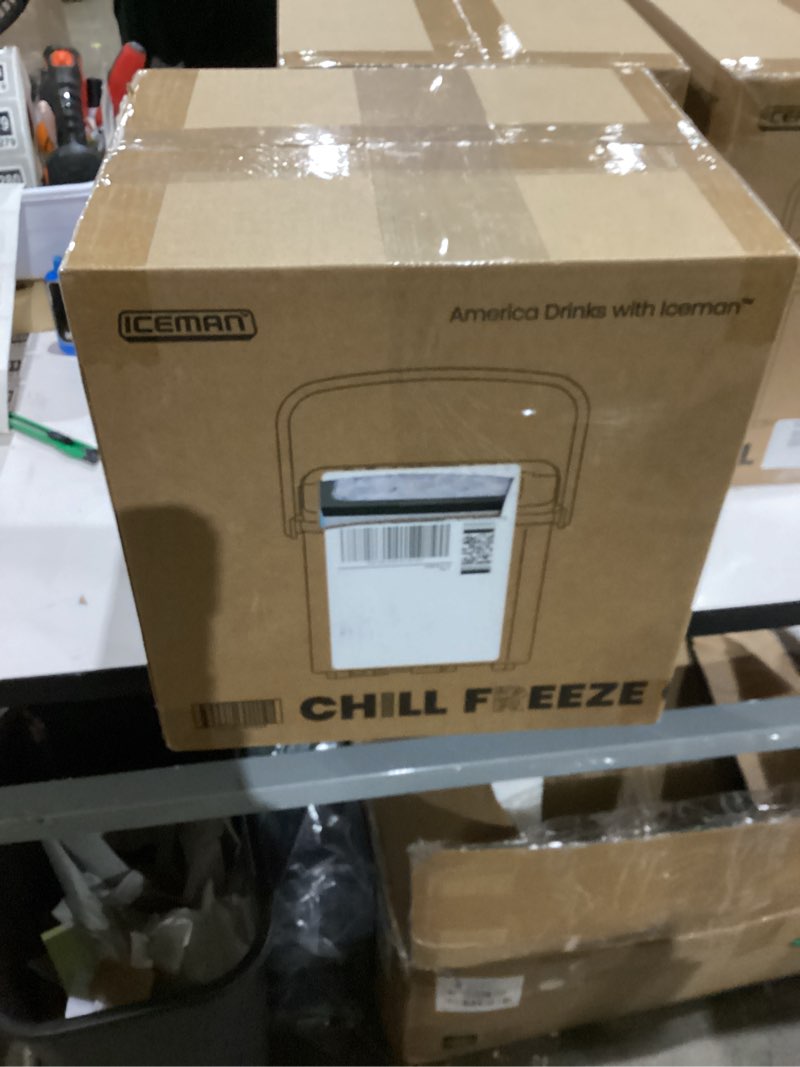 ICEMAN
America Drinks with Iceman™
CHILL FREEZE